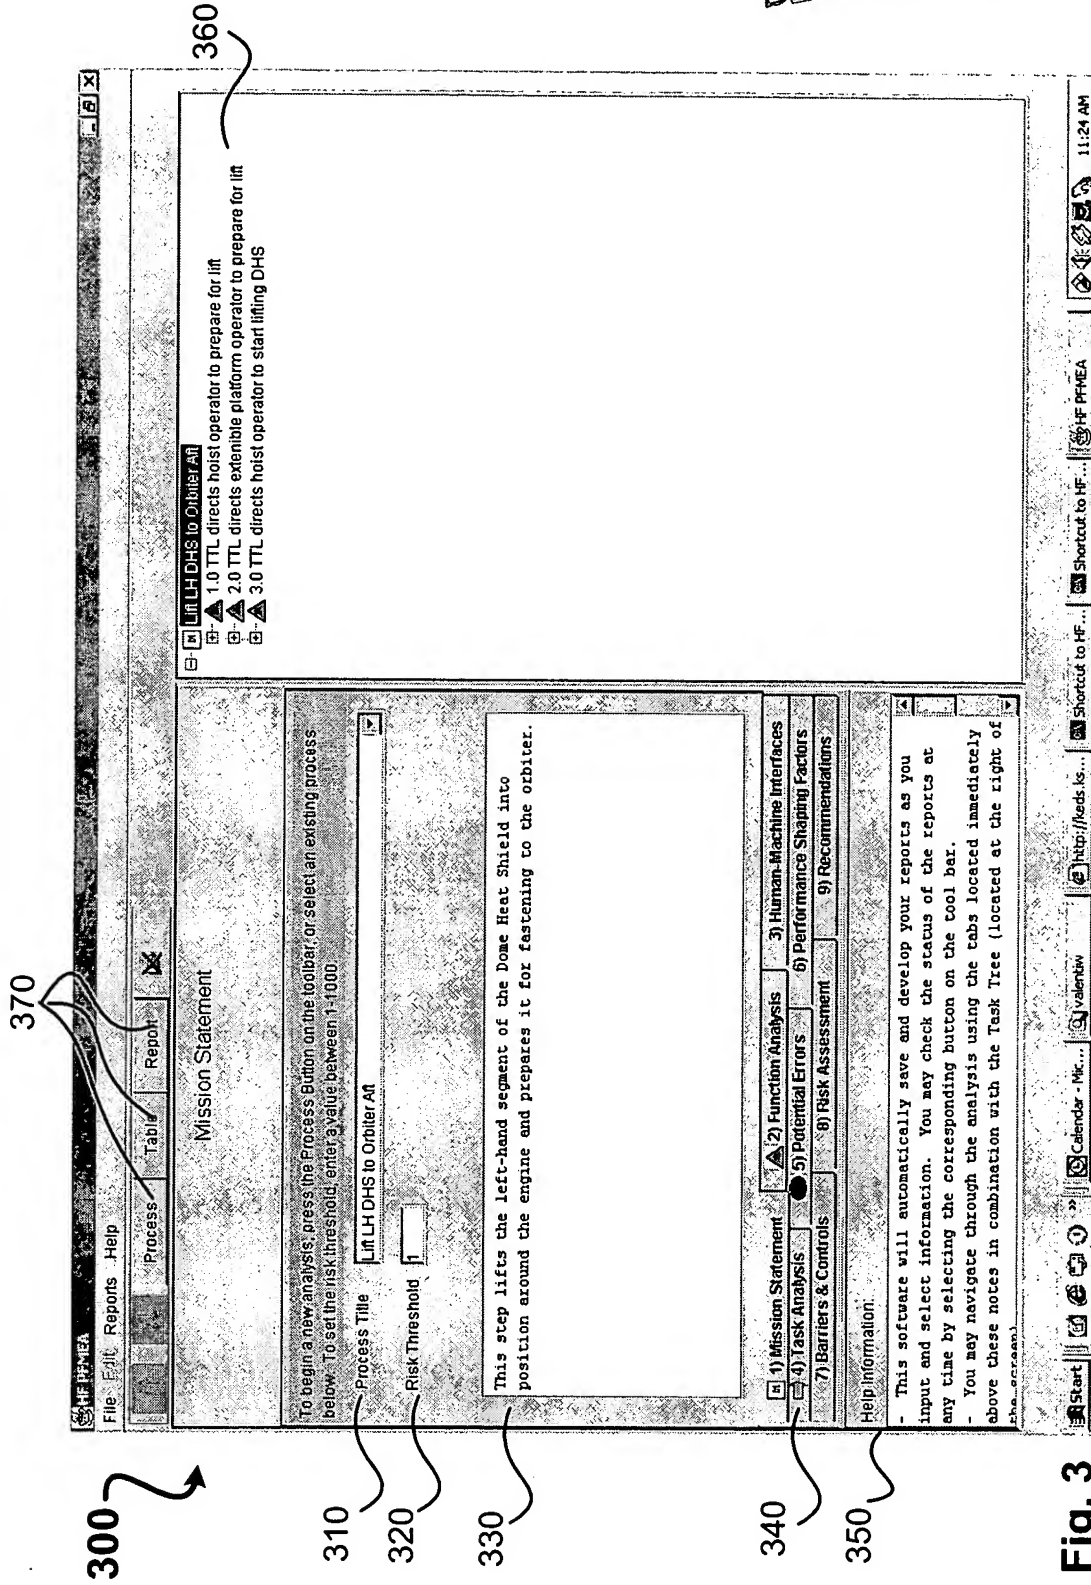 370
HF PFMEA
File Edit Reports Help
Process Table Report
360
300
Mission Statement
To begin a new analysis, press the Process Button on the toolbar, or select an existing process
below. To set the risk threshold, enter a value between 1-1000.
310
Process Title
Lift LH DHS to Orbiter Aft
320
Risk Threshold
1
330
This step lifts the left-hand segment of the Dome Heat Shield into
position around the engine and prepares it for fastening to the orbiter.
340
1) Mission Statement 2) Function Analysis 3) Human-Machine Interfaces
4) Task Analysis 5) Potential Errors 6) Performance Shaping Factors
7) Barriers & Controls 8) Risk Assessment 9) Recommendations
350
Help Information:
- This software will automatically save and develop your reports as you
input and select information. You may check the status of the reports at
any time by selecting the corresponding button on the tool bar.
- You may navigate through the analysis using the tabs located immediately
above these notes in combination with the Task Tree (located at the right of
the screen)
Lift LH DHS to Orbiter Aft
1.0 TTL directs hoist operator to prepare for lift
2.0 TTL directs extenible platform operator to prepare for lift
3.0 TTL directs hoist operator to start lifting DHS
Start » Calendar - Mic... valentiw http://keds.ks... Shortcut to HF... Shortcut to HF... HF PFMEA 11:24 AM
Fig. 3